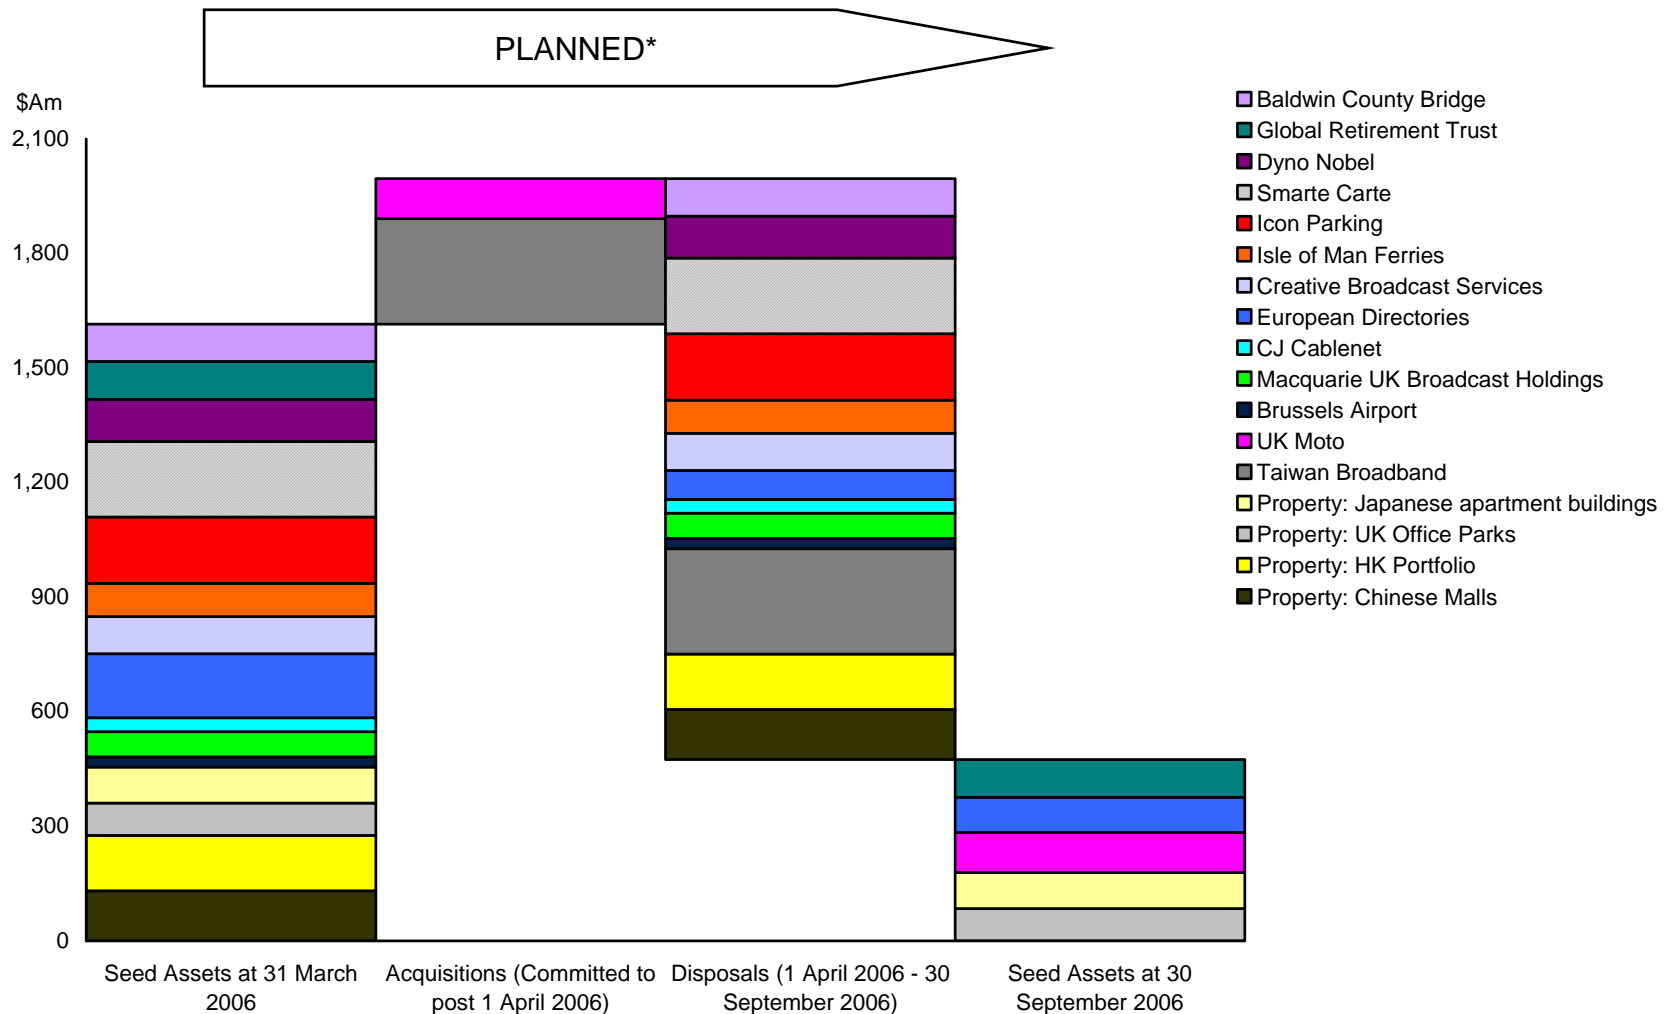 PLANNED*
$Am
2,100
1,800
1,500
1,200
900
600
300
0
Seed Assets at 31 March
2006
Acquisitions (Committed to
post 1 April 2006)
Disposals (1 April 2006 - 30
September 2006)
Seed Assets at 30
September 2006
Baldwin County Bridge
Global Retirement Trust
Dyno Nobel
Smarte Carte
Icon Parking
Isle of Man Ferries
Creative Broadcast Services
European Directories
CJ Cablenet
Macquarie UK Broadcast Holdings
Brussels Airport
UK Moto
Taiwan Broadband
Property: Japanese apartment buildings
Property: UK Office Parks
Property: HK Portfolio
Property: Chinese Malls